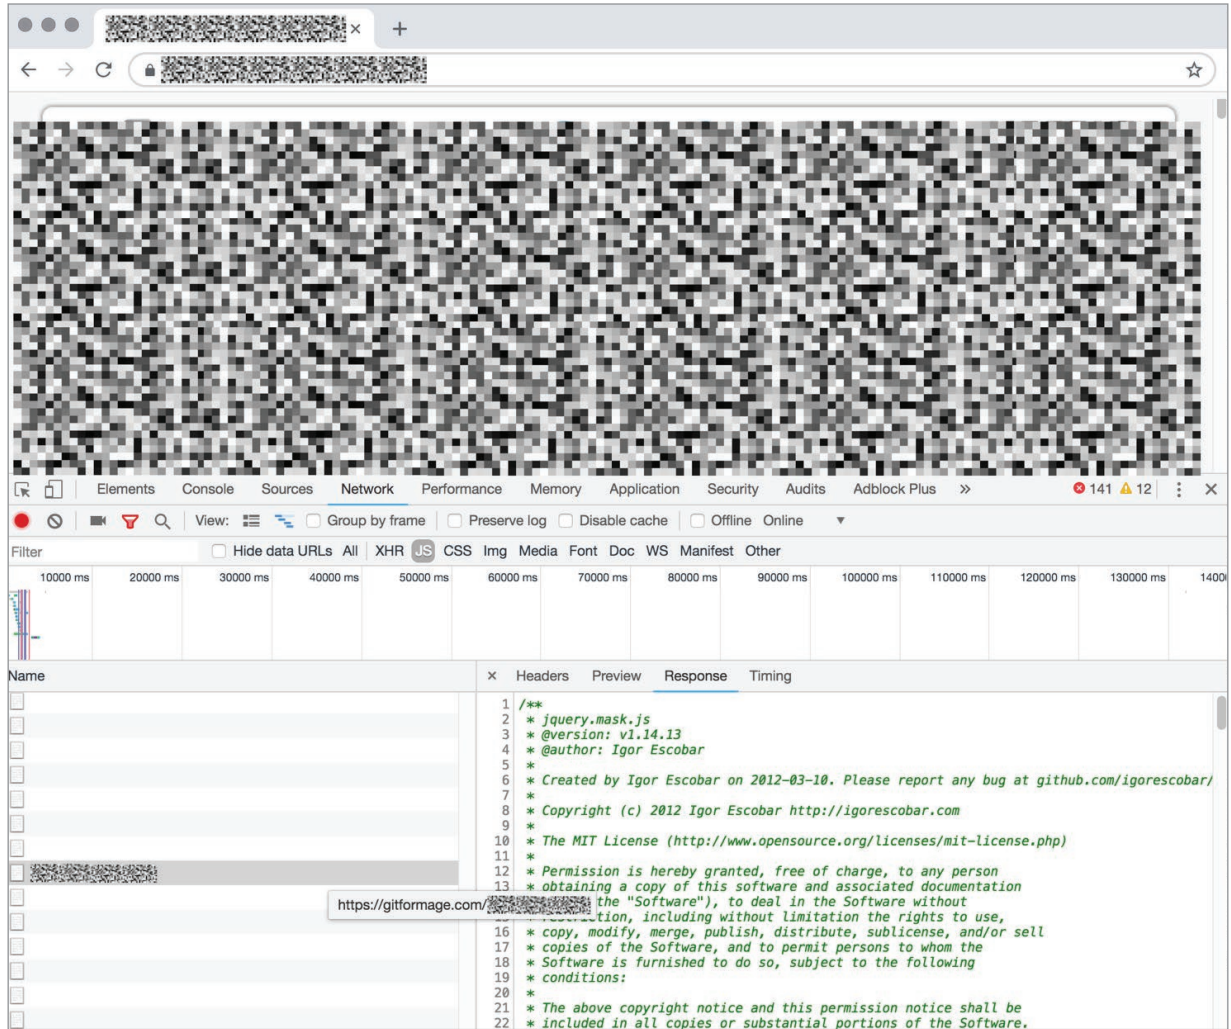 Elements Console Sources Network Performance Memory Application Security Audits Adblock Plus » 141 12
View: Group by frame Preserve log Disable cache Offline Online
Filter Hide data URLs All XHR JS CSS Img Media Font Doc WS Manifest Other
10000 ms 20000 ms 30000 ms 40000 ms 50000 ms 60000 ms 70000 ms 80000 ms 90000 ms 100000 ms 110000 ms 120000 ms 130000 ms 1400
Name × Headers Preview Response Timing
1 /**
2 * jquery.mask.js
3 * @version: v1.14.13
4 * @author: Igor Escobar
5 *
6 * Created by Igor Escobar on 2012-03-10. Please report any bug at github.com/igorescobar/
7 *
8 * Copyright (c) 2012 Igor Escobar http://igorescobar.com
9 *
10 * The MIT License (http://www.opensource.org/licenses/mit-license.php)
11 *
12 * Permission is hereby granted, free of charge, to any person
13 * obtaining a copy of this software and associated documentation
https://gitformage.com/ the "Software"), to deal in the Software without
including without limitation the rights to use,
16 * copy, modify, merge, publish, distribute, sublicense, and/or sell
17 * copies of the Software, and to permit persons to whom the
18 * Software is furnished to do so, subject to the following
19 * conditions:
20 *
21 * The above copyright notice and this permission notice shall be
22 * included in all copies or substantial portions of the Software.